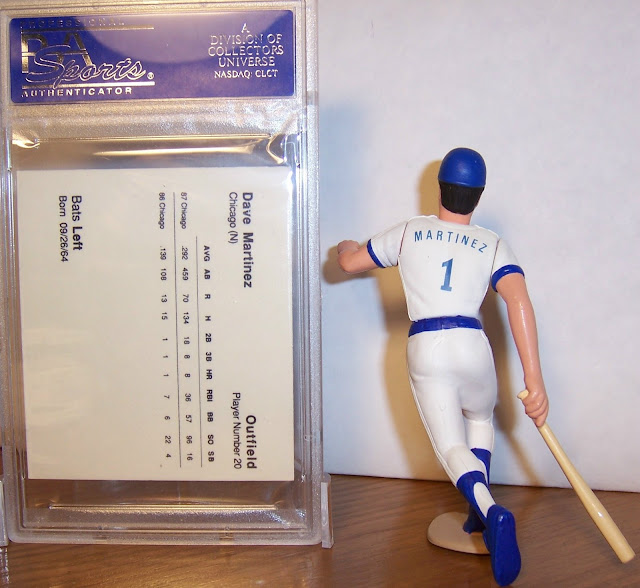 PROFESSIONAL
PSA
Sports®
AUTHENTICATOR
A
DIVISION OF
COLLECTORS
UNIVERSE
NASDAQ: CLCT
Dave Martinez Outfield
Chicago (N) Player Number 20
AVG AB R H 2B 3B HR RBI BB SO SB
87 Chicago .292 459 70 134 18 8 8 36 57 96 16
86 Chicago .139 108 13 15 1 1 1 7 6 22 4
Bats Left
Born 09/26/64
MARTINEZ
1